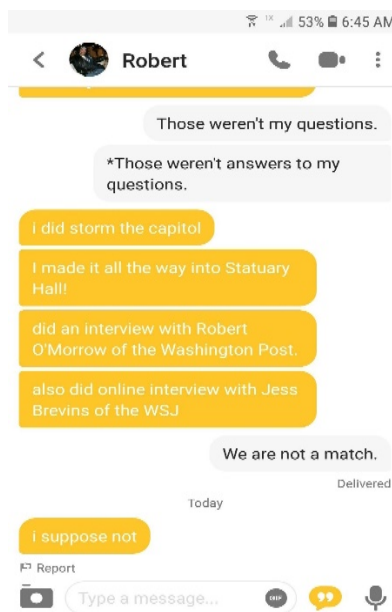 53% 6:45 AM
Robert
Those weren't my questions.
*Those weren't answers to my
questions.
i did storm the capitol
I made it all the way into Statuary
Hall!
did an interview with Robert
O'Morrow of the Washington Post.
also did online interview with Jess
Brevins of the WSJ
We are not a match.
Delivered
Today
i suppose not
Report
Type a message...
GIF